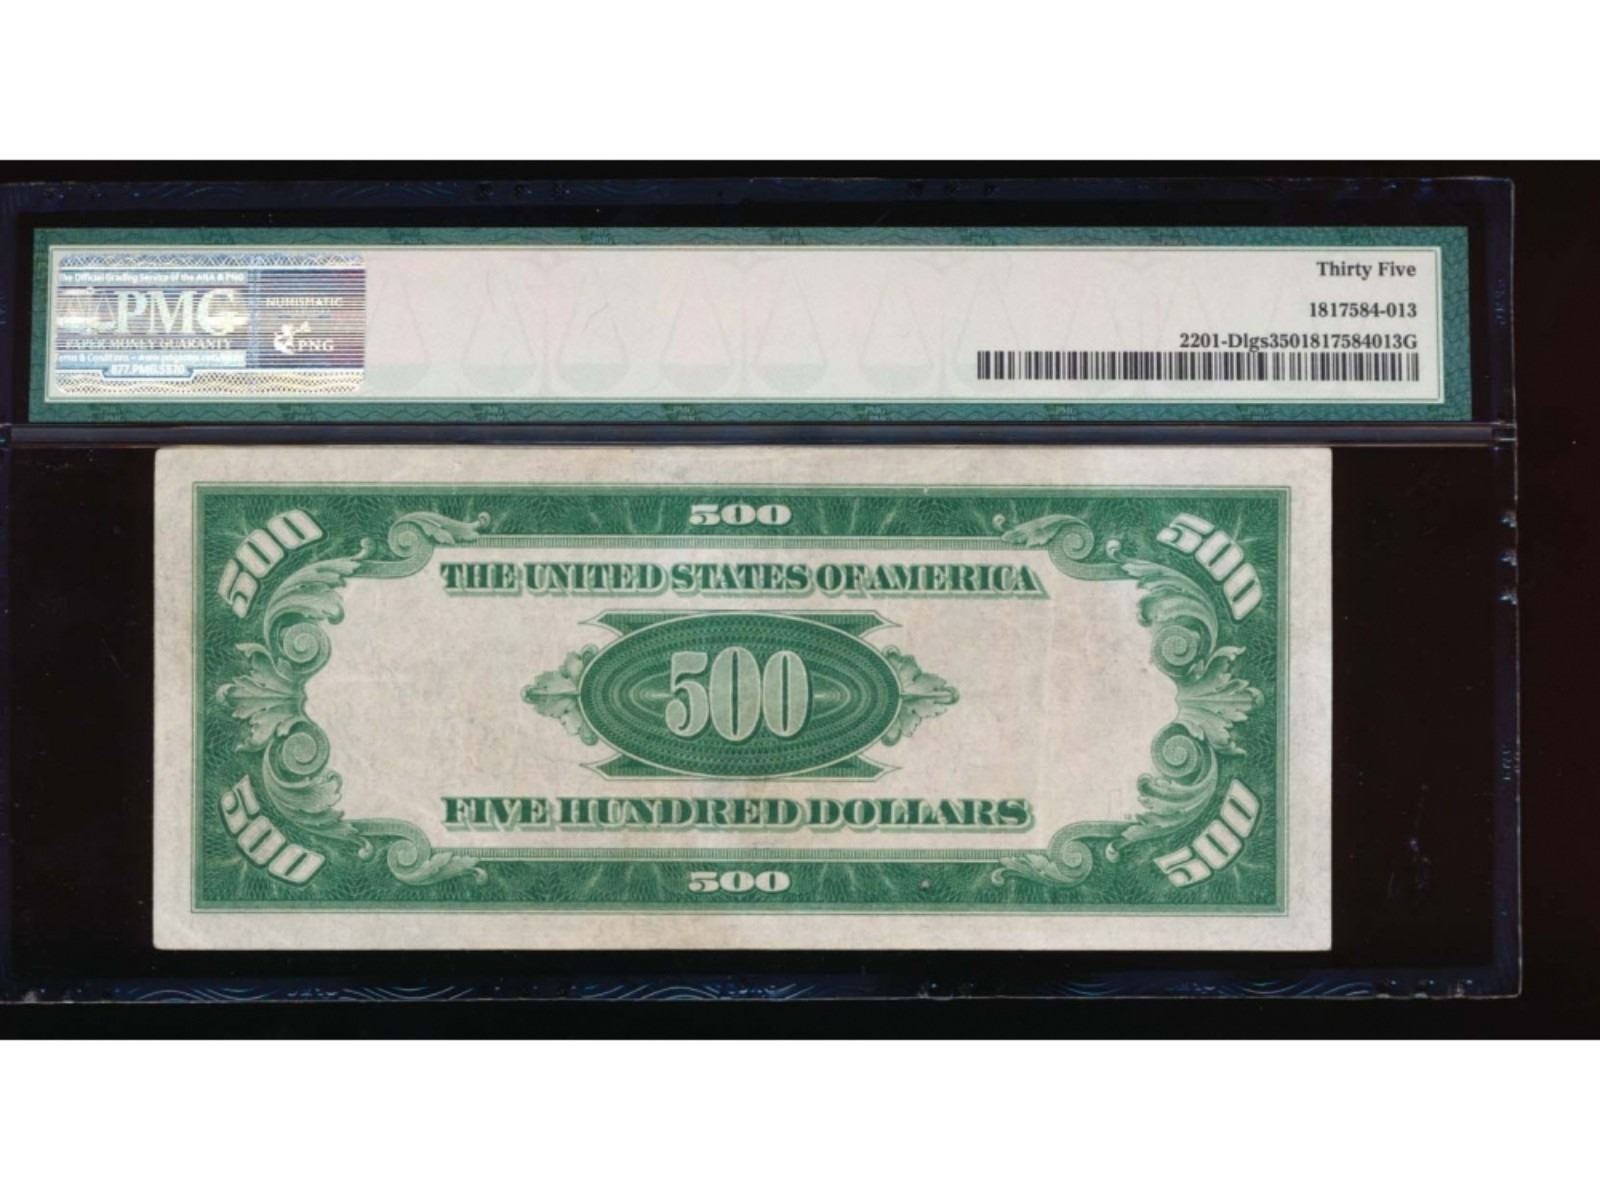 The Official Grading Service of the ANA & PNG
PMG
PAPER MONEY GUARANTY
877.PMG.5570
NUMISMATIC
PNG
Thirty Five
1817584-013
2201-Dlgs3501817584013G
500
500
500
THE UNITED STATES OF AMERICA
500
FIVE HUNDRED DOLLARS
500
500
500